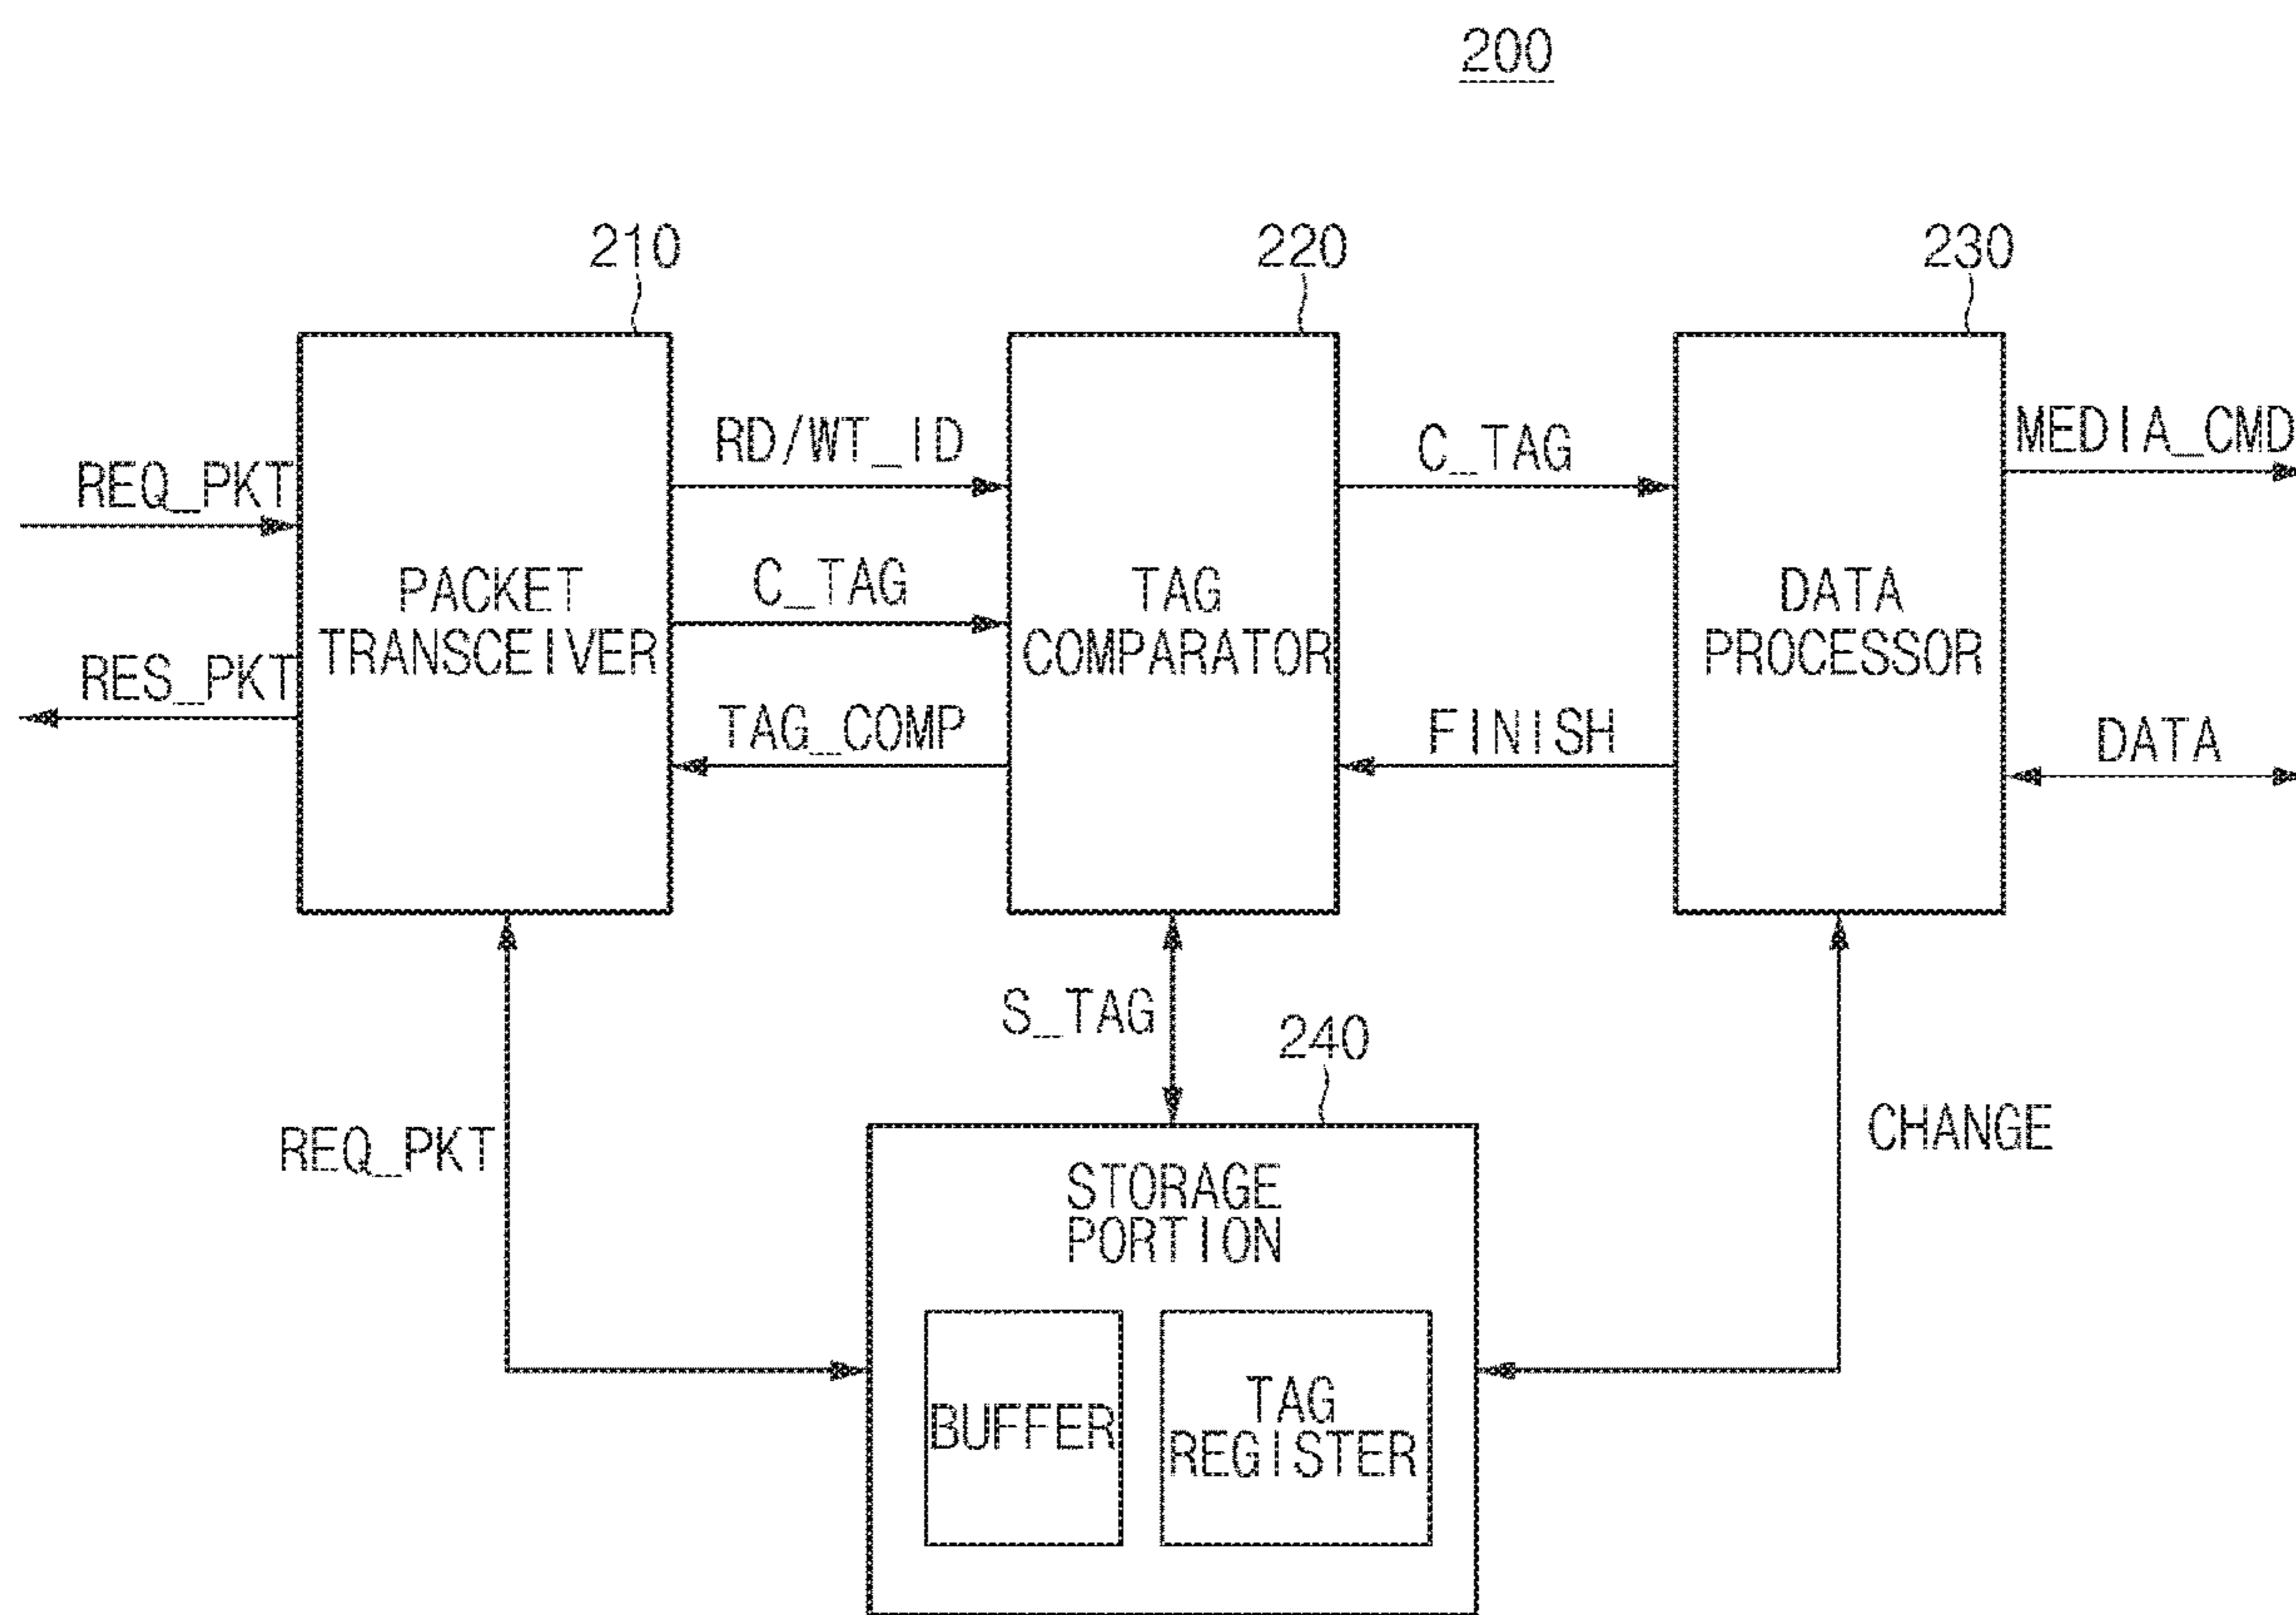 200
210
220
230
REQ_PKT
RES_PKT
PACKET
TRANSCEIVER
RD/WT_ID
C_TAG
TAG_COMP
TAG
COMPARATOR
C_TAG
FINISH
DATA
PROCESSOR
MEDIA_CMD
DATA
REQ_PKT
S_TAG
240
CHANGE
STORAGE
PORTION
BUFFER
TAG
REGISTER